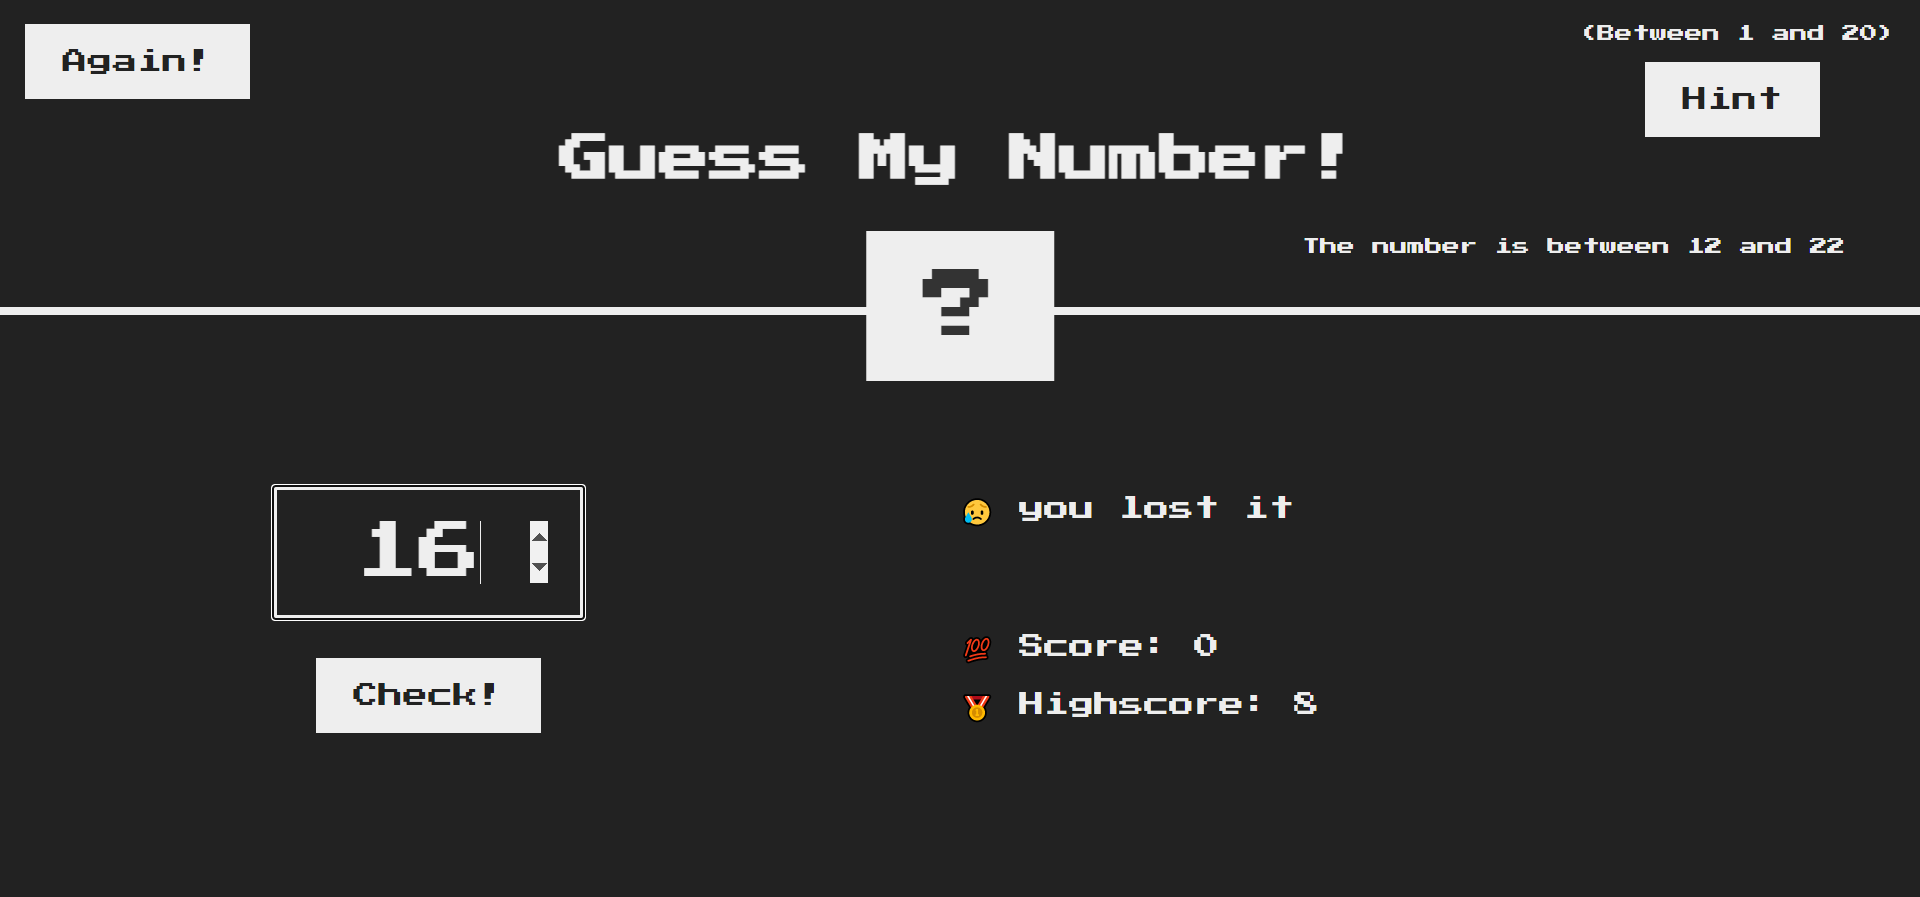 Again!
(Between 1 and 20)
Hint
Guess My Number!
The number is between 12 and 22
?
16
Check!
😥 you lost it
💯 Score: 0
🥇 Highscore: 8